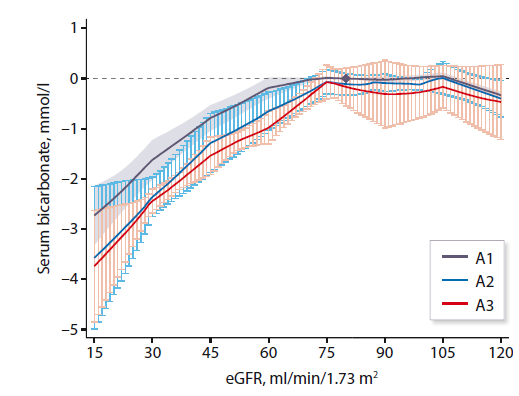 1
0
−1
−2
−3
−4
−5
Serum bicarbonate, mmol/l
A1
A2
A3
15 30 45 60 75 90 105 120
eGFR, ml/min/1.73 m²